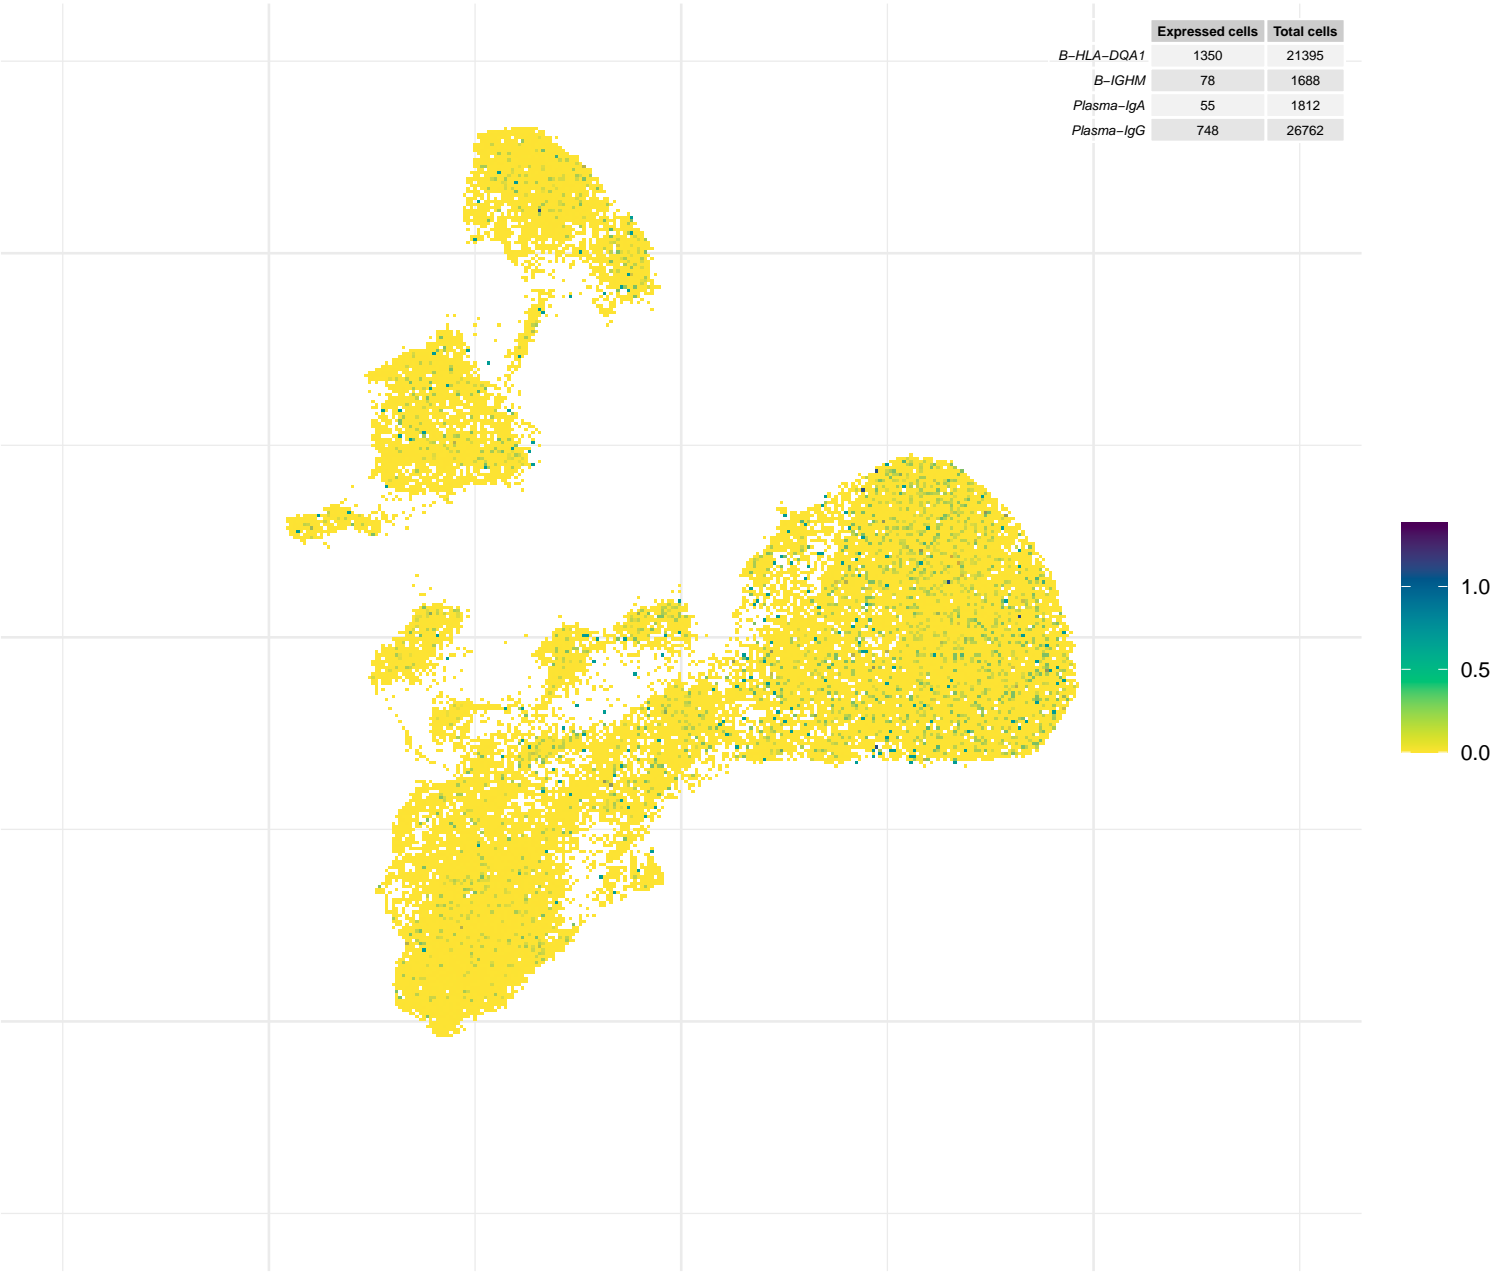 Expressed cells Total cells
B−HLA−DQA1 1350 21395
B−IGHM 78 1688
Plasma−IgA 55 1812
Plasma−IgG 748 26762
1.0
0.5
0.0